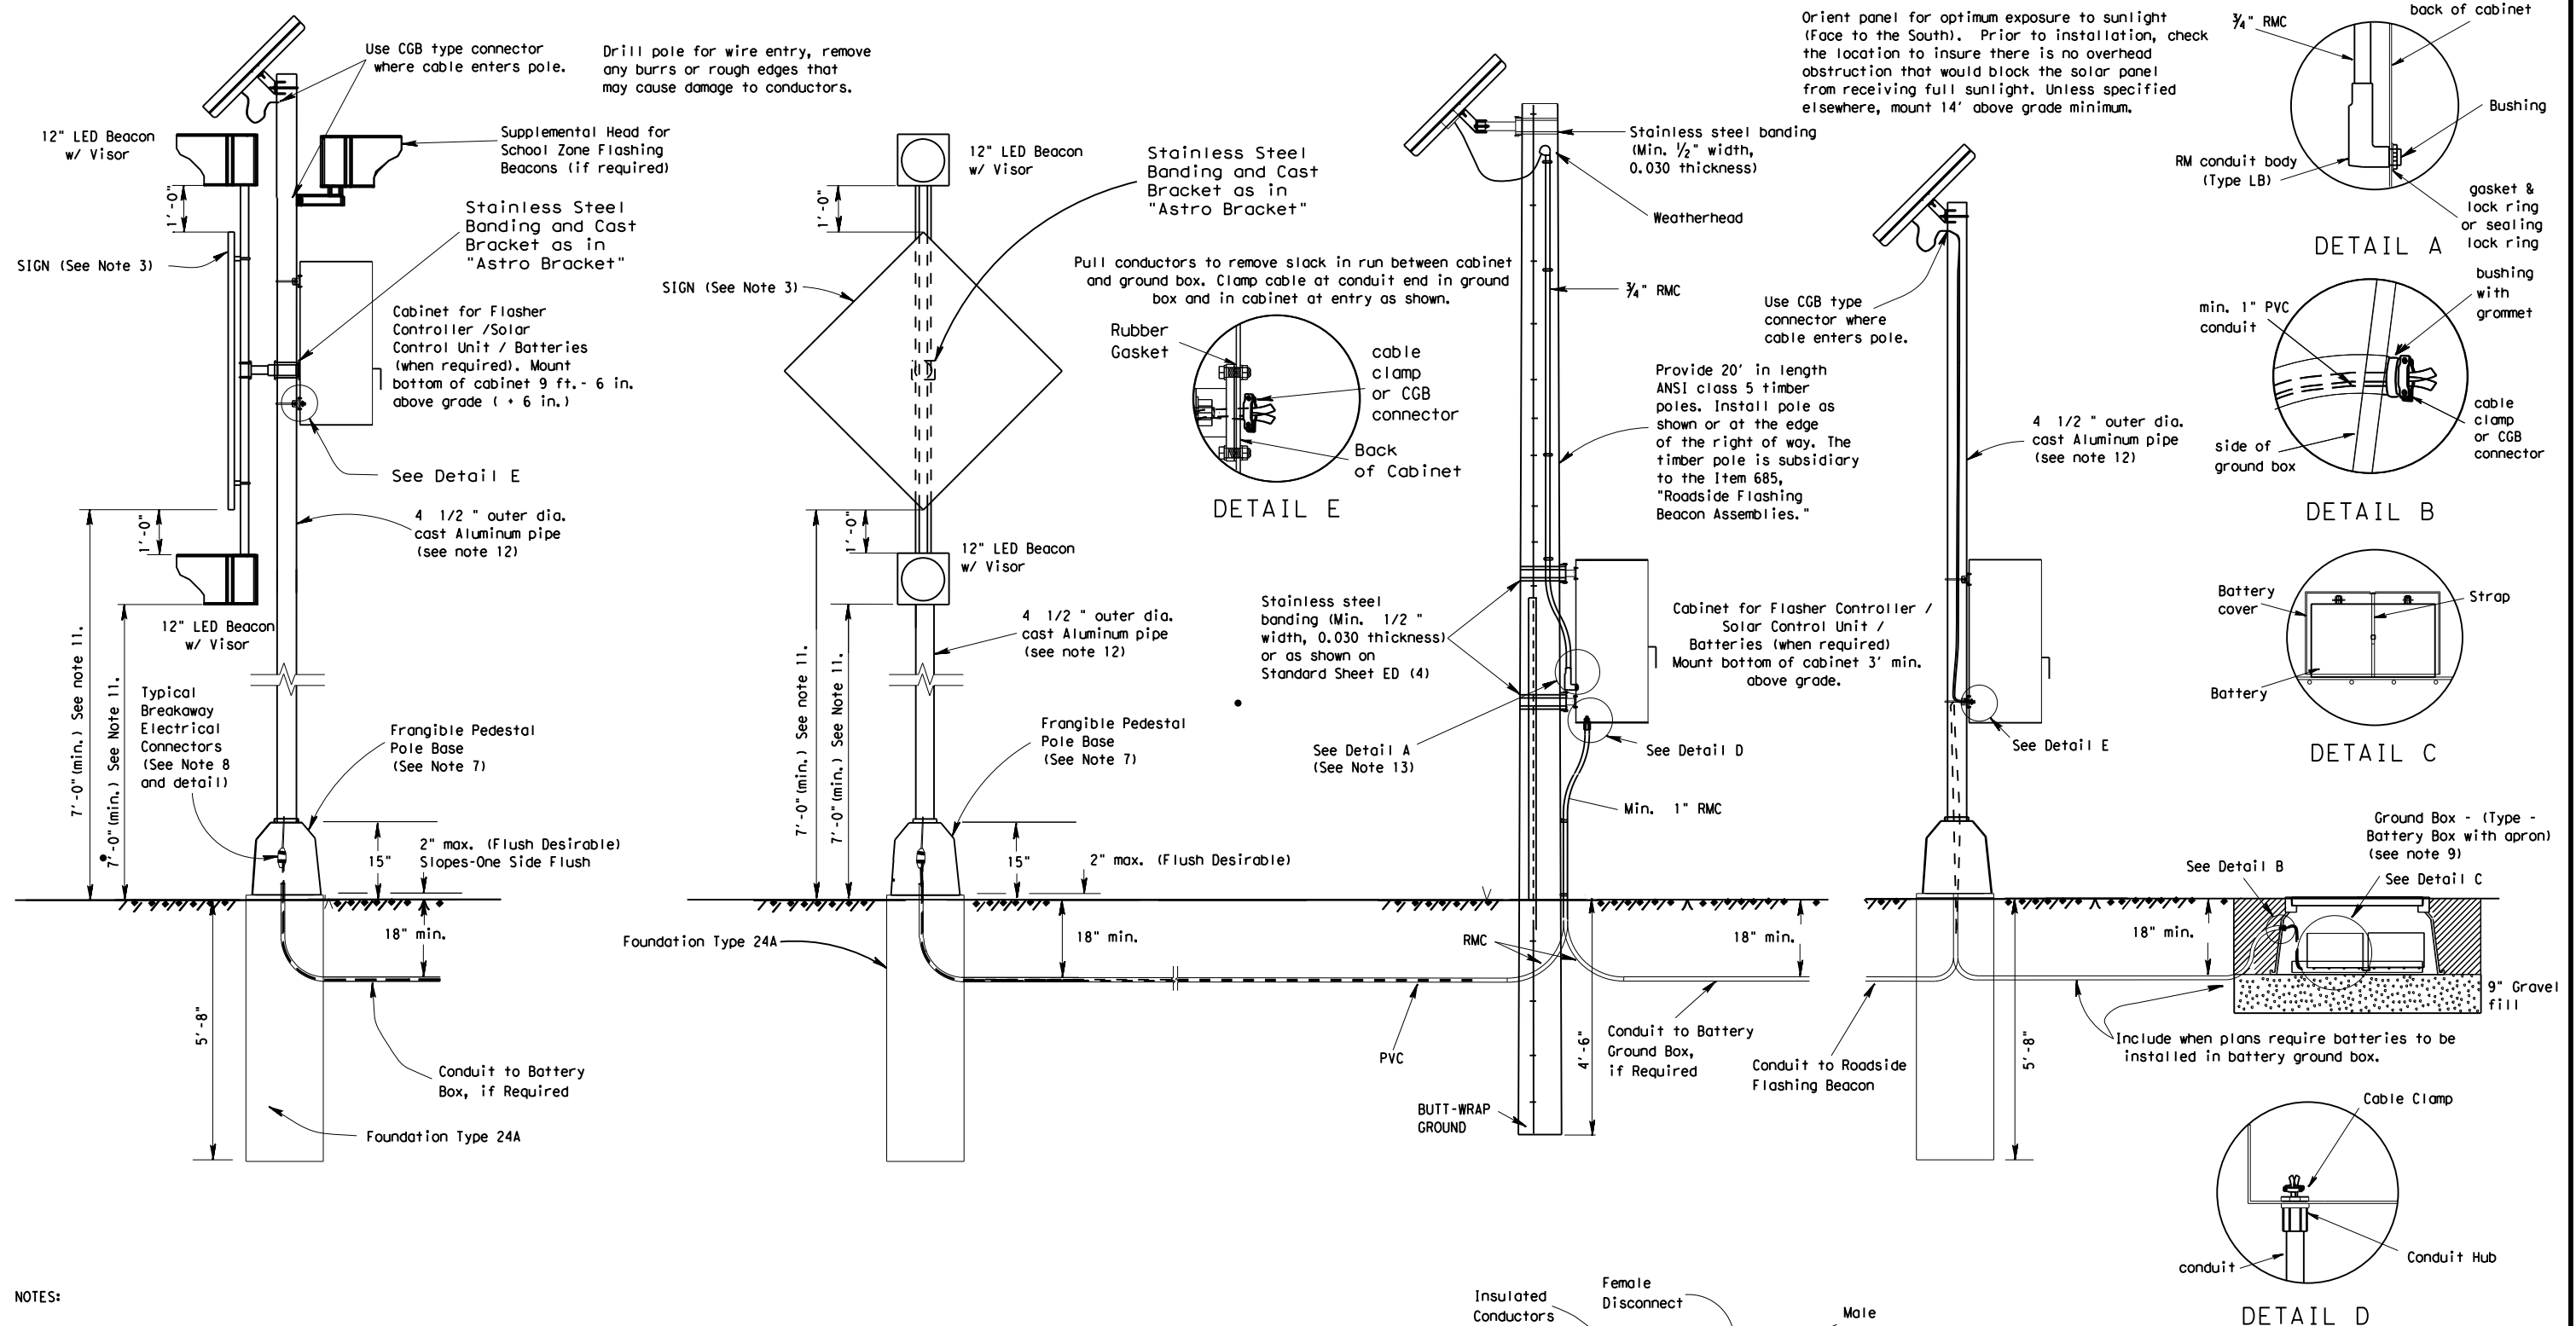 Use CGB type connector
where cable enters pole.
Drill pole for wire entry, remove
any burrs or rough edges that
may cause damage to conductors.
12" LED Beacon
w/ Visor
Supplemental Head for
School Zone Flashing
Beacons (if required)
1'-0"
Stainless Steel
Banding and Cast
Bracket as in
"Astro Bracket"
SIGN (See Note 3)
Cabinet for Flasher
Controller /Solar
Control Unit / Batteries
(when required). Mount
bottom of cabinet 9 ft.- 6 in.
above grade ( + 6 in.)
See Detail E
4 1/2 " outer dia.
cast Aluminum pipe
(see note 12)
1'-0"
12" LED Beacon
w/ Visor
7'-0"(min.) See note 11.
7'-0"(min.) See Note 11.
Typical
Breakaway
Electrical
Connectors
(See Note 8
and detail)
Frangible Pedestal
Pole Base
(See Note 7)
15"
2" max. (Flush Desirable)
Slopes-One Side Flush
18" min.
5'-8"
Conduit to Battery
Box, if Required
Foundation Type 24A
12" LED Beacon
w/ Visor
1'-0"
Stainless Steel
Banding and Cast
Bracket as in
"Astro Bracket"
SIGN (See Note 3)
1'-0"
12" LED Beacon
w/ Visor
4 1/2 " outer dia.
cast Aluminum pipe
(see note 12)
7'-0"(min.) See note 11.
7'-0"(min.) See Note 11.
Frangible Pedestal
Pole Base
(See Note 7)
15"
2" max. (Flush Desirable)
Foundation Type 24A
18" min.
Pull conductors to remove slack in run between cabinet
and ground box. Clamp cable at conduit end in ground
box and in cabinet at entry as shown.
Rubber
Gasket
cable
clamp
or CGB
connector
Back
of Cabinet
DETAIL E
Orient panel for optimum exposure to sunlight
(Face to the South). Prior to installation, check
the location to insure there is no overhead
obstruction that would block the solar panel
from receiving full sunlight. Unless specified
elsewhere, mount 14' above grade minimum.
Stainless steel banding
(Min. ½" width,
0.030 thickness)
Weatherhead
¾" RMC
Provide 20' in length
ANSI class 5 timber
poles. Install pole as
shown or at the edge
of the right of way. The
timber pole is subsidiary
to the Item 685,
"Roadside Flashing
Beacon Assemblies."
Stainless steel
banding (Min. 1/2 "
width, 0.030 thickness)
or as shown on
Standard Sheet ED (4)
Cabinet for Flasher Controller /
Solar Control Unit /
Batteries (when required)
Mount bottom of cabinet 3' min.
above grade.
See Detail A
(See Note 13)
See Detail D
Min. 1" RMC
RMC
18" min.
PVC
4'-6"
Conduit to Battery
Ground Box,
if Required
BUTT-WRAP
GROUND
Use CGB type
connector where
cable enters pole.
4 1/2 " outer dia.
cast Aluminum pipe
(see note 12)
See Detail E
Conduit to Roadside
Flashing Beacon
5'-8"
18" min.
Ground Box - (Type -
Battery Box with apron)
(see note 9)
See Detail B
See Detail C
9" Gravel
fill
Include when plans require batteries to be
installed in battery ground box.
back of cabinet
¾" RMC
Bushing
RM conduit body
(Type LB)
gasket &
lock ring
or sealing
lock ring
DETAIL A
bushing
with
grommet
min. 1" PVC
conduit
cable
clamp
or CGB
connector
side of
ground box
DETAIL B
Battery
cover
Strap
Battery
DETAIL C
Cable Clamp
Conduit Hub
conduit
DETAIL D
NOTES:
Insulated
Conductors
Female
Disconnect
Male